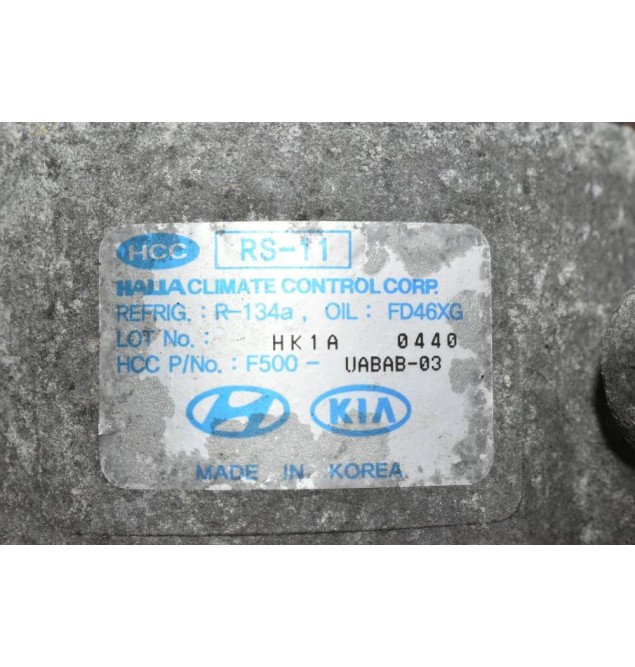 HCC RS-11
HALLA CLIMATE CONTROL CORP.
REFRIG. : R-134a , OIL : FD46XG
LOT No. : HK1A 0440
HCC P/No. : F500 - UABAB-03
KIA
MADE IN KOREA